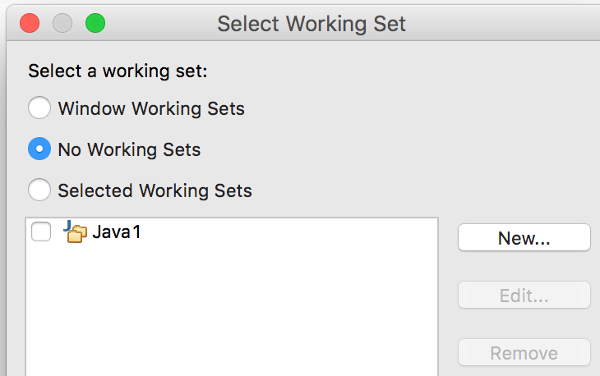 Select Working Set
Select a working set:
Window Working Sets
No Working Sets
Selected Working Sets
Java1
New...
Edit...
Remove